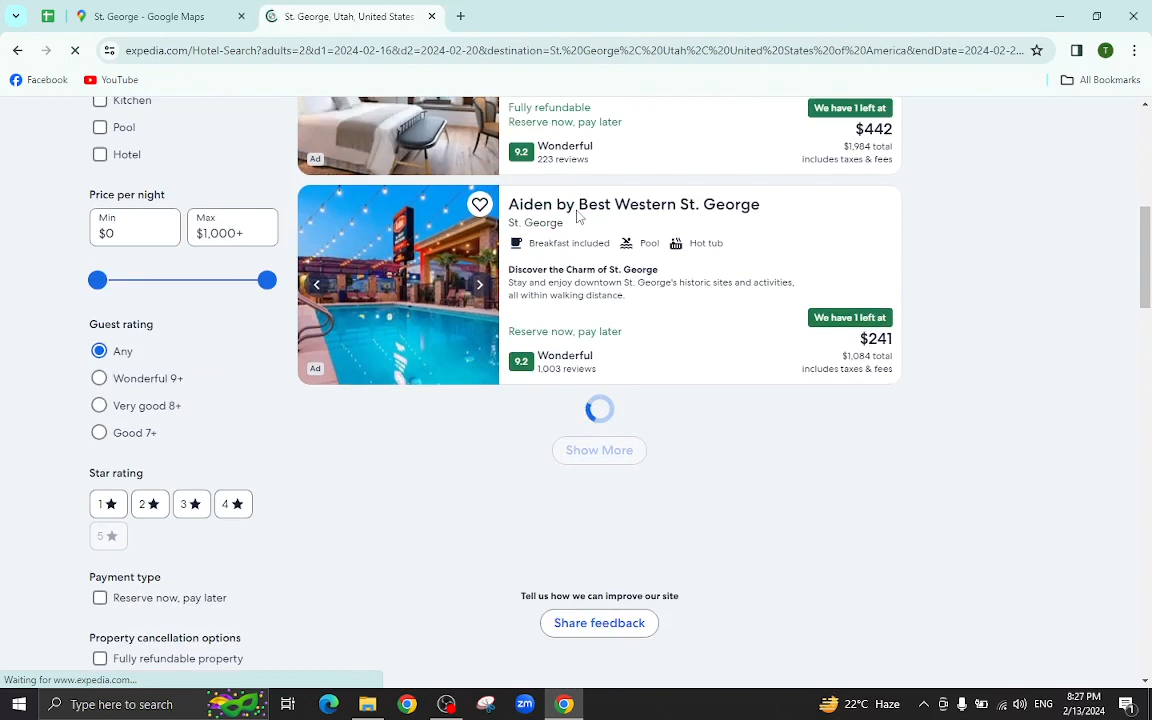 St. George - Google Maps
St. George, Utah, United States
expedia.com/Hotel-Search?adults=2&d1=2024-02-16&d2=2024-02-20&destination=St.%20George%2C%20Utah%2C%20United%20States%20of%20America&endDate=2024-02-2...
T
Facebook
YouTube
All Bookmarks
Kitchen
Pool
Hotel
Price per night
Min
$0
Max
$1,000+
Guest rating
Any
Wonderful 9+
Very good 8+
Good 7+
Star rating
1 2 3 4
5
Payment type
Reserve now, pay later
Property cancellation options
Fully refundable property
Ad
Fully refundable
Reserve now, pay later
9.2 Wonderful
223 reviews
We have 1 left at
$442
$1,984 total
includes taxes & fees
Ad
Aiden by Best Western St. George
St. George
Breakfast included Pool Hot tub
Discover the Charm of St. George
Stay and enjoy downtown St. George's historic sites and activities,
all within walking distance.
Reserve now, pay later
9.2 Wonderful
1,003 reviews
We have 1 left at
$241
$1,084 total
includes taxes & fees
Show More
Tell us how we can improve our site
Share feedback
Waiting for www.expedia.com...
Type here to search
zm
22°C Haze
ENG
8:27 PM
2/13/2024
1